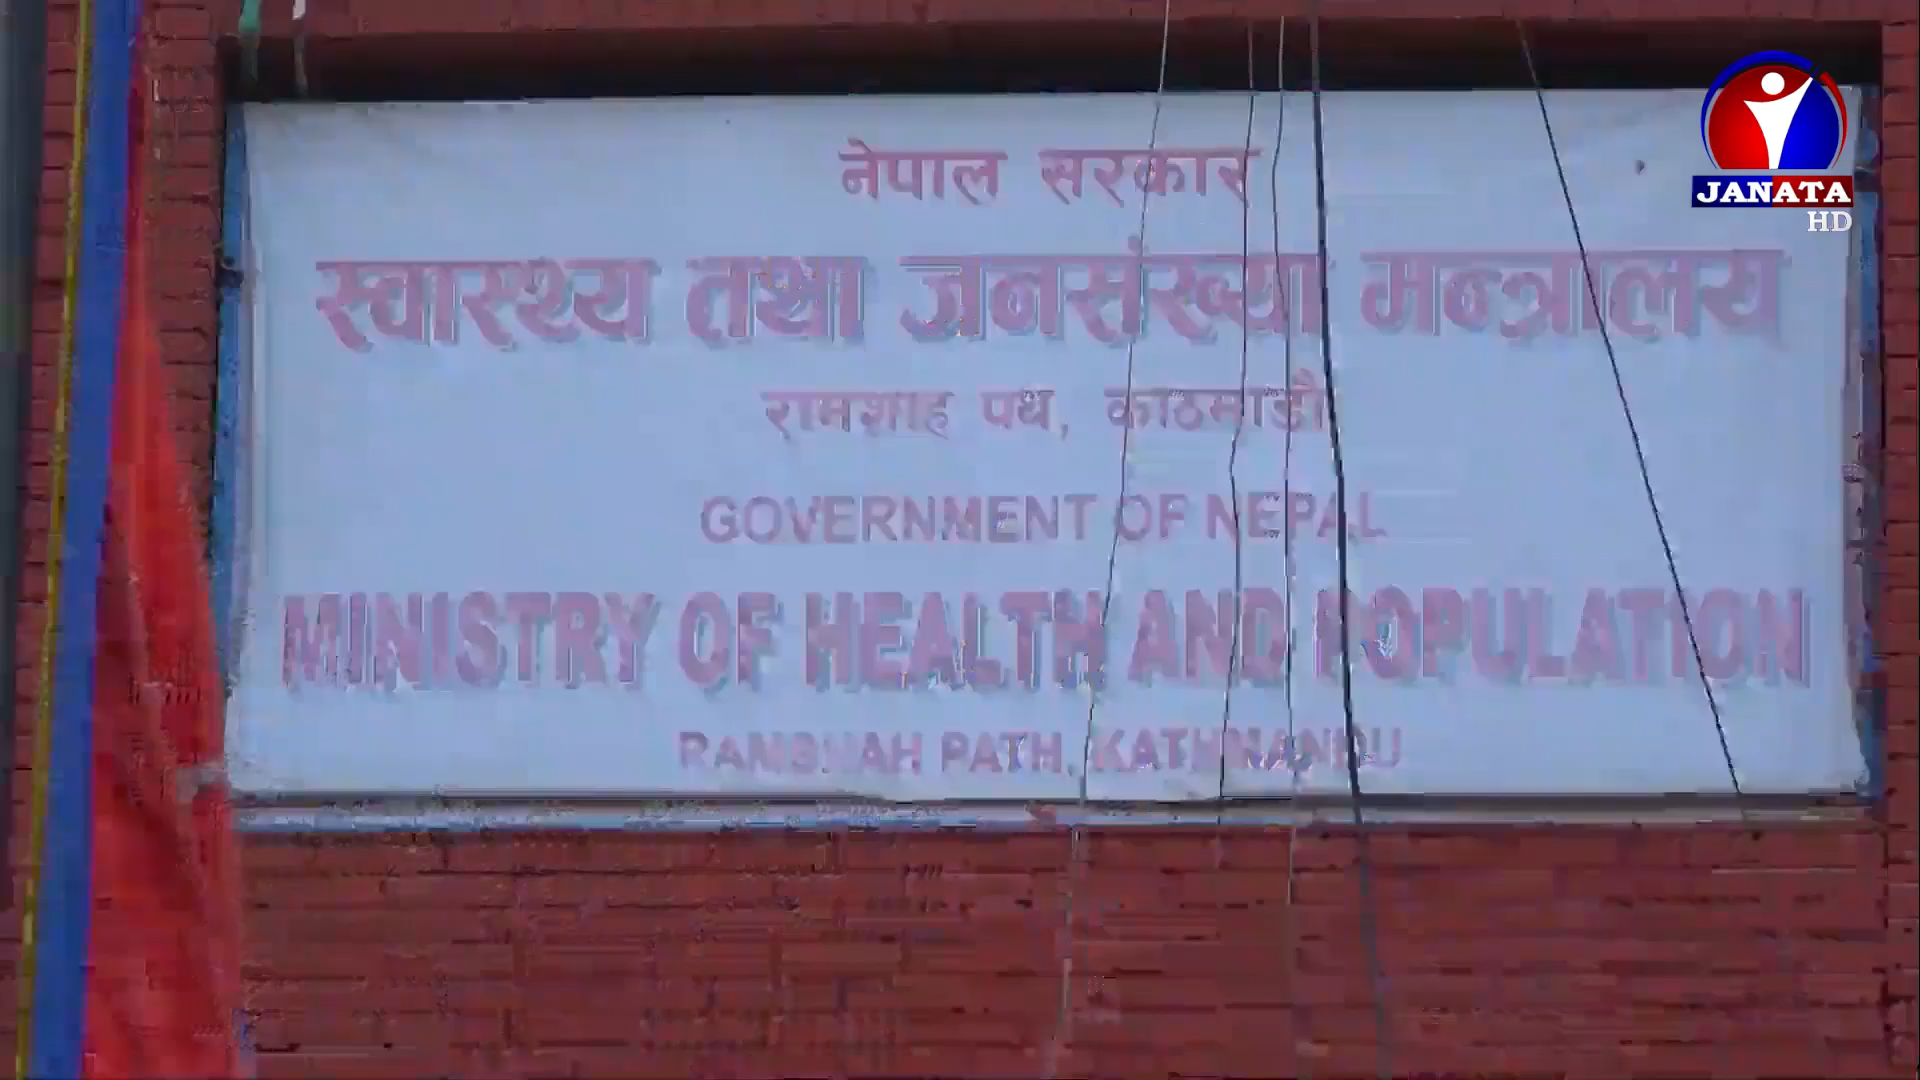 नेपाल सरकार
स्वास्थ्य तथा जनसंख्या मन्त्रालय
रामशाह पथ, काठमाडौं
GOVERNMENT OF NEPAL
MINISTRY OF HEALTH AND POPULATION
RAMSHAH PATH, KATHMANDU
JANATA
HD